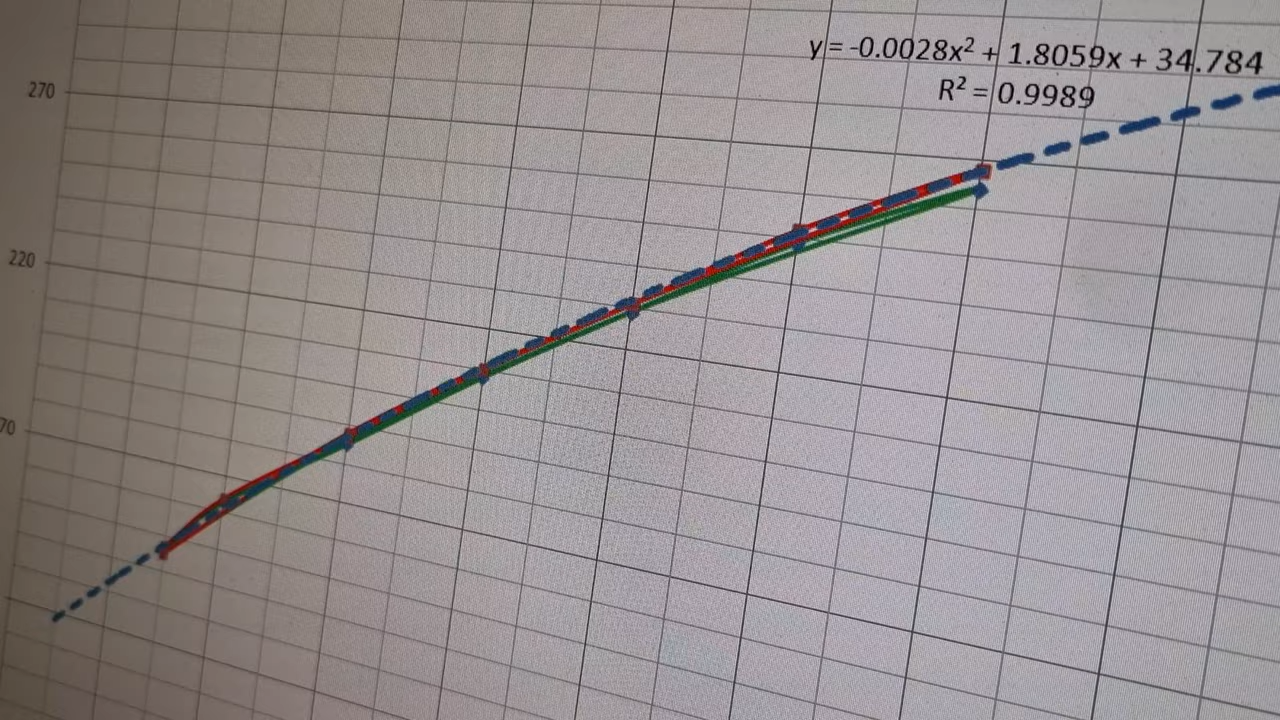 y = -0.0028x² + 1.8059x + 34.784
R² = 0.9989
270
220
70